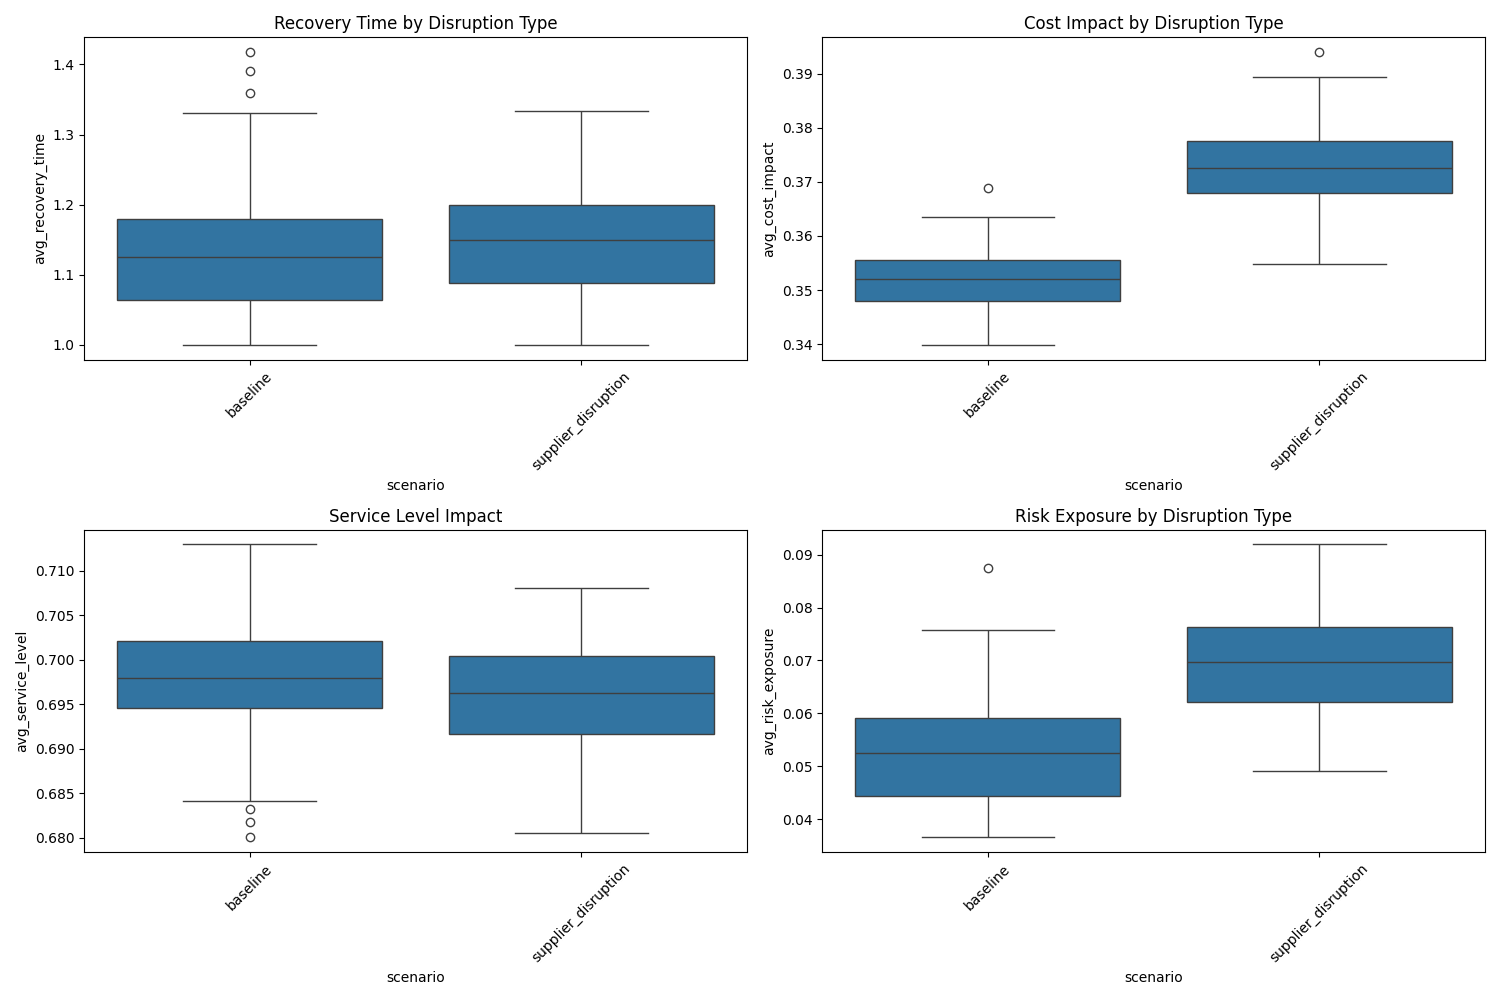 Recovery Time by Disruption Type
avg_recovery_time
1.4
1.3
1.2
1.1
1.0
baseline
supplier_disruption
scenario
Cost Impact by Disruption Type
avg_cost_impact
0.39
0.38
0.37
0.36
0.35
0.34
baseline
supplier_disruption
scenario
Service Level Impact
avg_service_level
0.710
0.705
0.700
0.695
0.690
0.685
0.680
baseline
supplier_disruption
scenario
Risk Exposure by Disruption Type
avg_risk_exposure
0.09
0.08
0.07
0.06
0.05
0.04
baseline
supplier_disruption
scenario